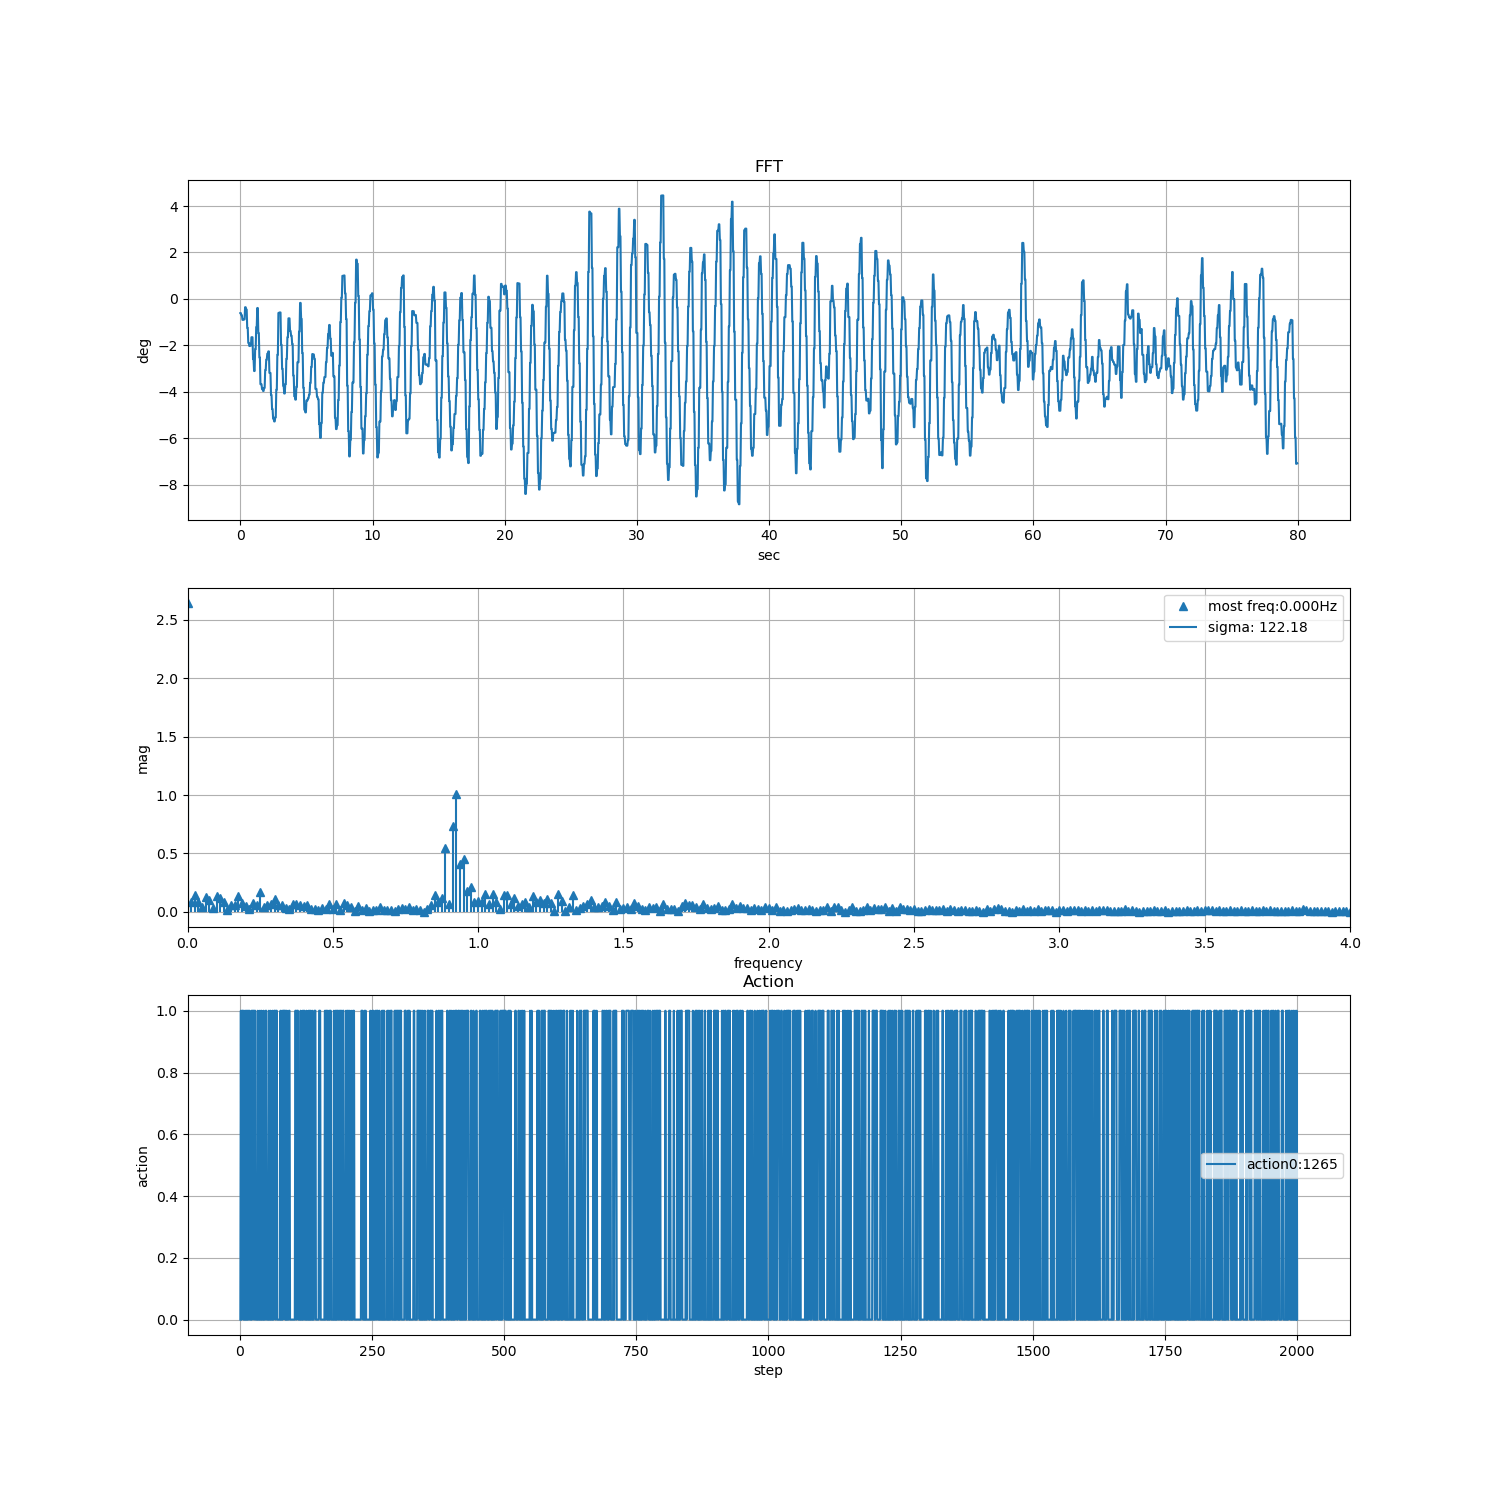 FFT
4
2
0
−2
−4
−6
−8
deg
0 10 20 30 40 50 60 70 80
sec
most freq:0.000Hz
sigma: 122.18
2.5
2.0
1.5
1.0
0.5
0.0
mag
0.0 0.5 1.0 1.5 2.0 2.5 3.0 3.5 4.0
frequency
Action
1.0
0.8
0.6
0.4
0.2
0.0
action
action0:1265
0 250 500 750 1000 1250 1500 1750 2000
step